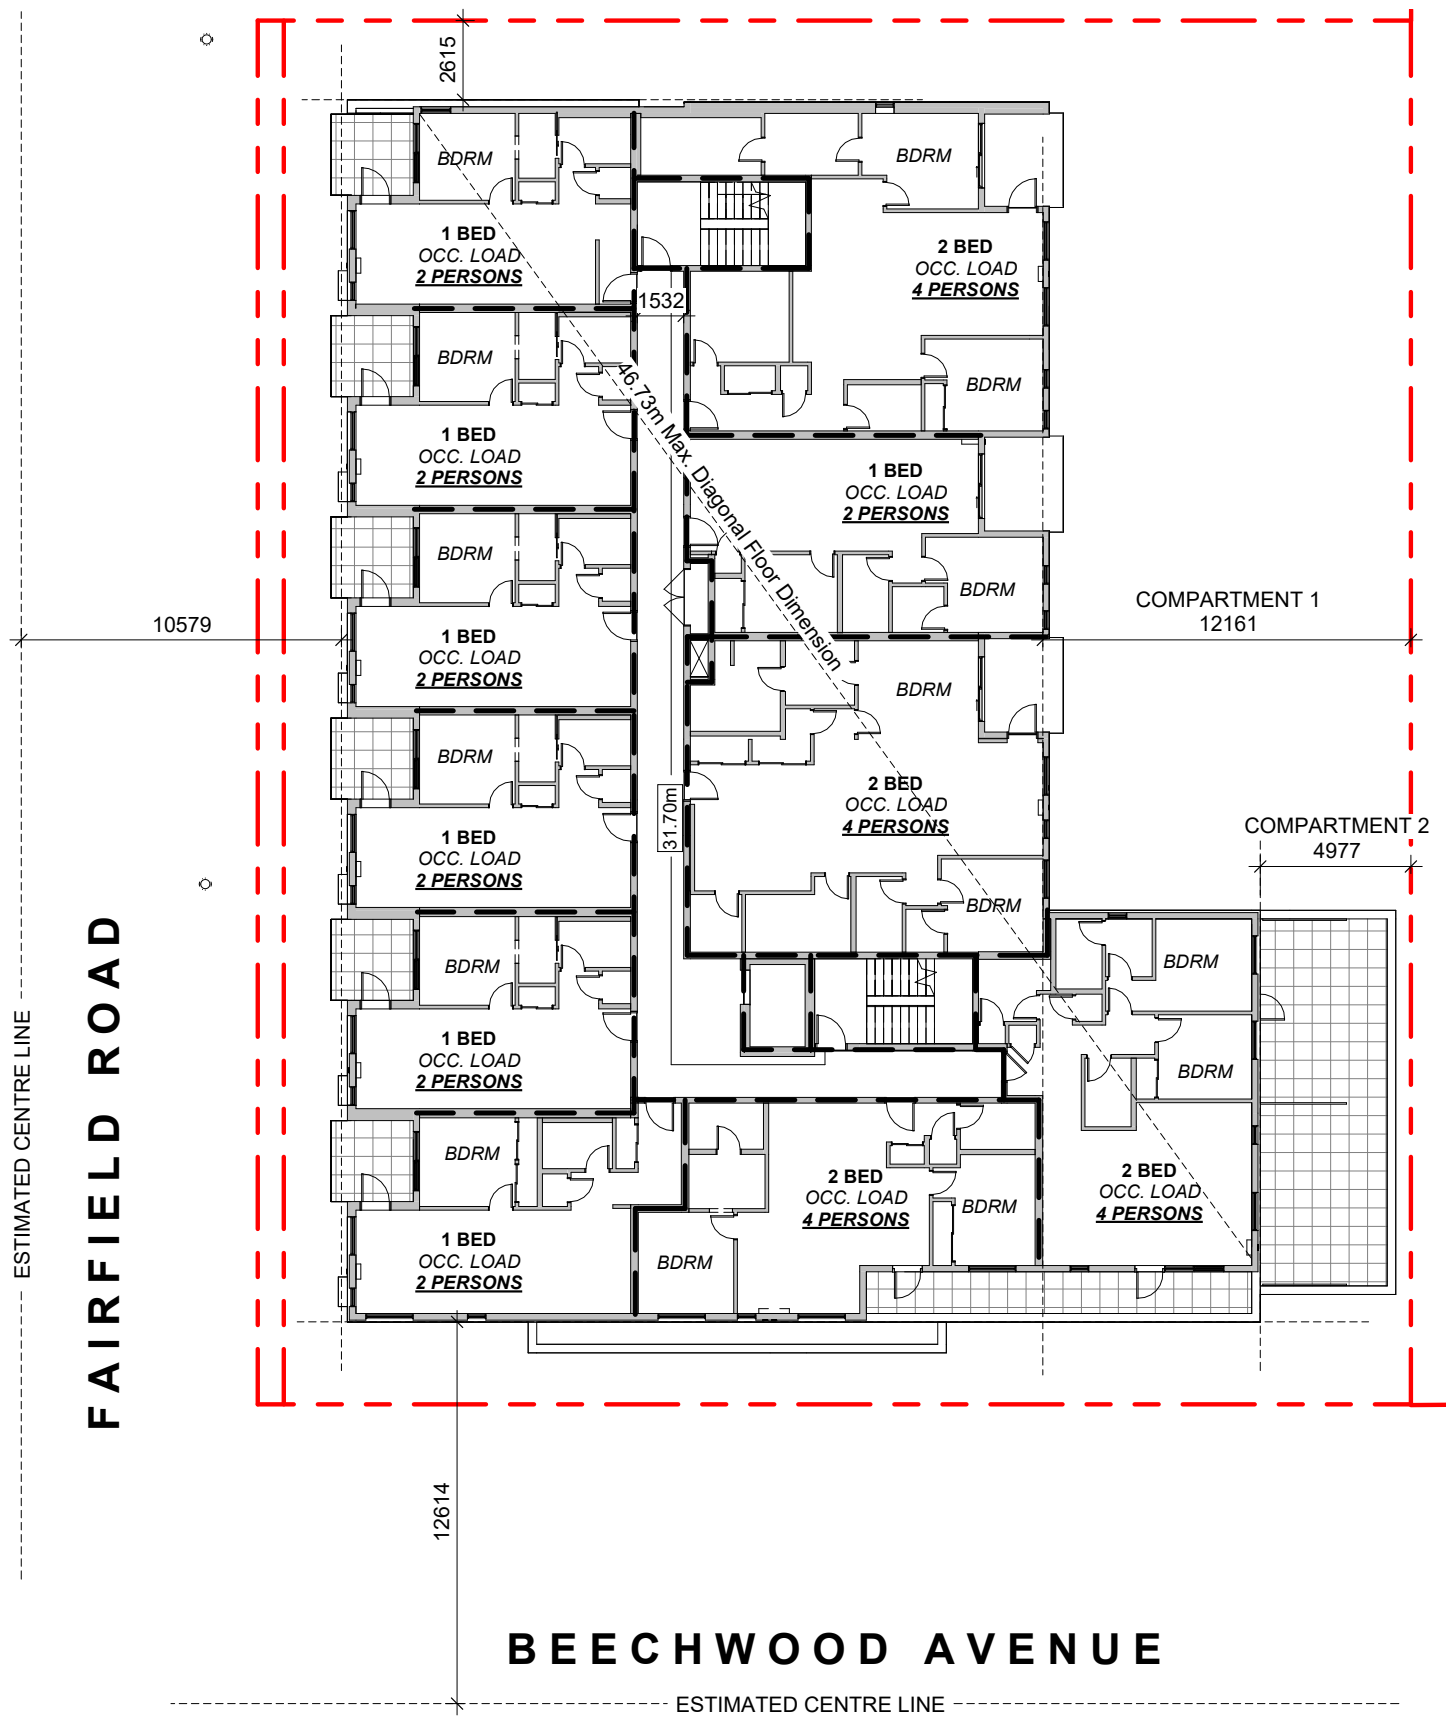 2615
BDRM
BDRM
1 BED
OCC. LOAD
2 PERSONS
2 BED
OCC. LOAD
4 PERSONS
1532
BDRM
BDRM
46.73m Max. Diagonal Floor Dimension
1 BED
OCC. LOAD
2 PERSONS
1 BED
OCC. LOAD
2 PERSONS
BDRM
BDRM
10579
COMPARTMENT 1
12161
1 BED
OCC. LOAD
2 PERSONS
BDRM
BDRM
2 BED
OCC. LOAD
4 PERSONS
31.70m
COMPARTMENT 2
4977
1 BED
OCC. LOAD
2 PERSONS
BDRM
BDRM
BDRM
1 BED
OCC. LOAD
2 PERSONS
BDRM
BDRM
2 BED
OCC. LOAD
4 PERSONS
2 BED
OCC. LOAD
4 PERSONS
BDRM
1 BED
OCC. LOAD
2 PERSONS
BDRM
FAIRFIELD ROAD
ESTIMATED CENTRE LINE
12614
BEECHWOOD AVENUE
ESTIMATED CENTRE LINE